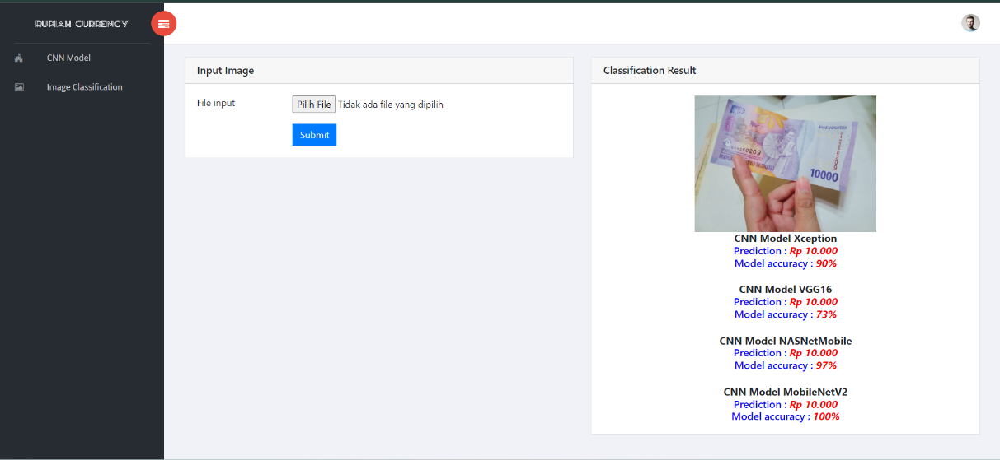 RUPIAH CURRENCY
CNN Model
Image Classification
Input Image
File input
Pilih File Tidak ada file yang dipilih
Submit
Classification Result
10000
CNN Model Xception
Prediction : Rp 10.000
Model accuracy : 90%
CNN Model VGG16
Prediction : Rp 10.000
Model accuracy : 73%
CNN Model NASNetMobile
Prediction : Rp 10.000
Model accuracy : 97%
CNN Model MobileNetV2
Prediction : Rp 10.000
Model accuracy : 100%